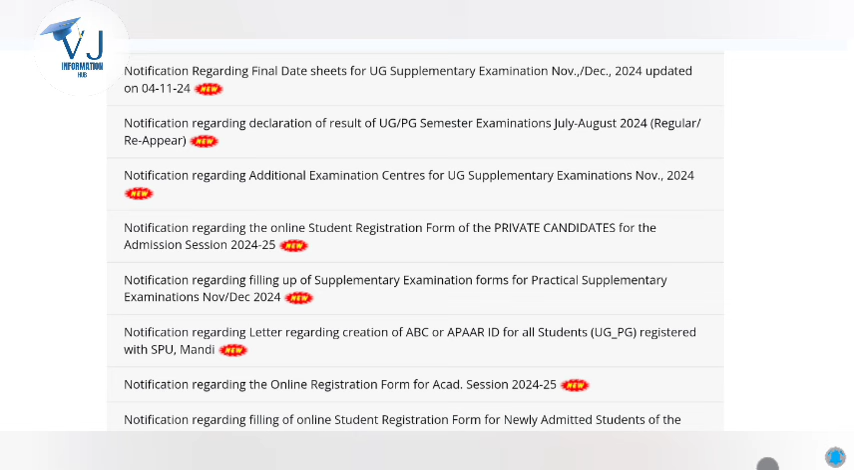 VJ
INFORMATION
HUB
Notification Regarding Final Date sheets for UG Supplementary Examination Nov.,/Dec., 2024 updated
on 04-11-24 NEW
Notification regarding declaration of result of UG/PG Semester Examinations July-August 2024 (Regular/
Re-Appear) NEW
Notification regarding Additional Examination Centres for UG Supplementary Examinations Nov., 2024
NEW
Notification regarding the online Student Registration Form of the PRIVATE CANDIDATES for the
Admission Session 2024-25 NEW
Notification regarding filling up of Supplementary Examination forms for Practical Supplementary
Examinations Nov/Dec 2024 NEW
Notification regarding Letter regarding creation of ABC or APAAR ID for all Students (UG_PG) registered
with SPU, Mandi NEW
Notification regarding the Online Registration Form for Acad. Session 2024-25 NEW
Notification regarding filling of online Student Registration Form for Newly Admitted Students of the